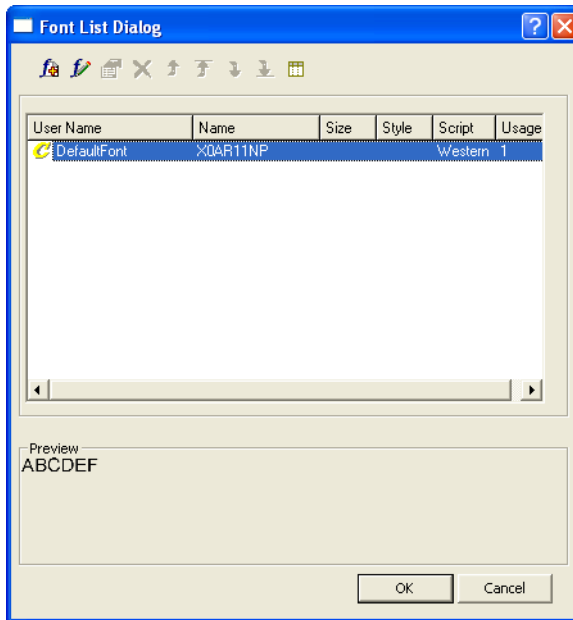 Font List Dialog
User Name Name Size Style Script Usage
DefaultFont X0AR11NP Western 1
Preview
ABCDEF
OK Cancel